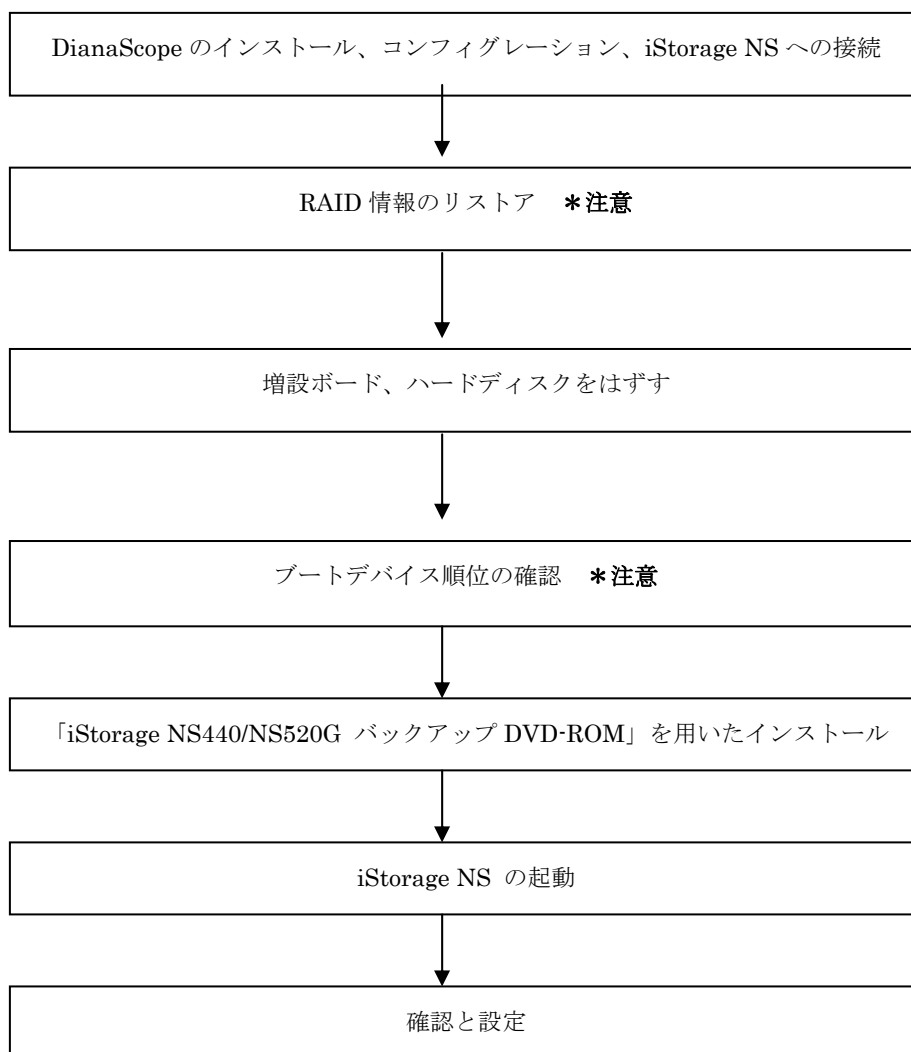 DianaScope のインストール、コンフィグレーション、iStorage NS への接続
RAID 情報のリストア　＊注意
増設ボード、ハードディスクをはずす
ブートデバイス順位の確認　＊注意
「iStorage NS440/NS520G バックアップ DVD-ROM」を用いたインストール
iStorage NS の起動
確認と設定